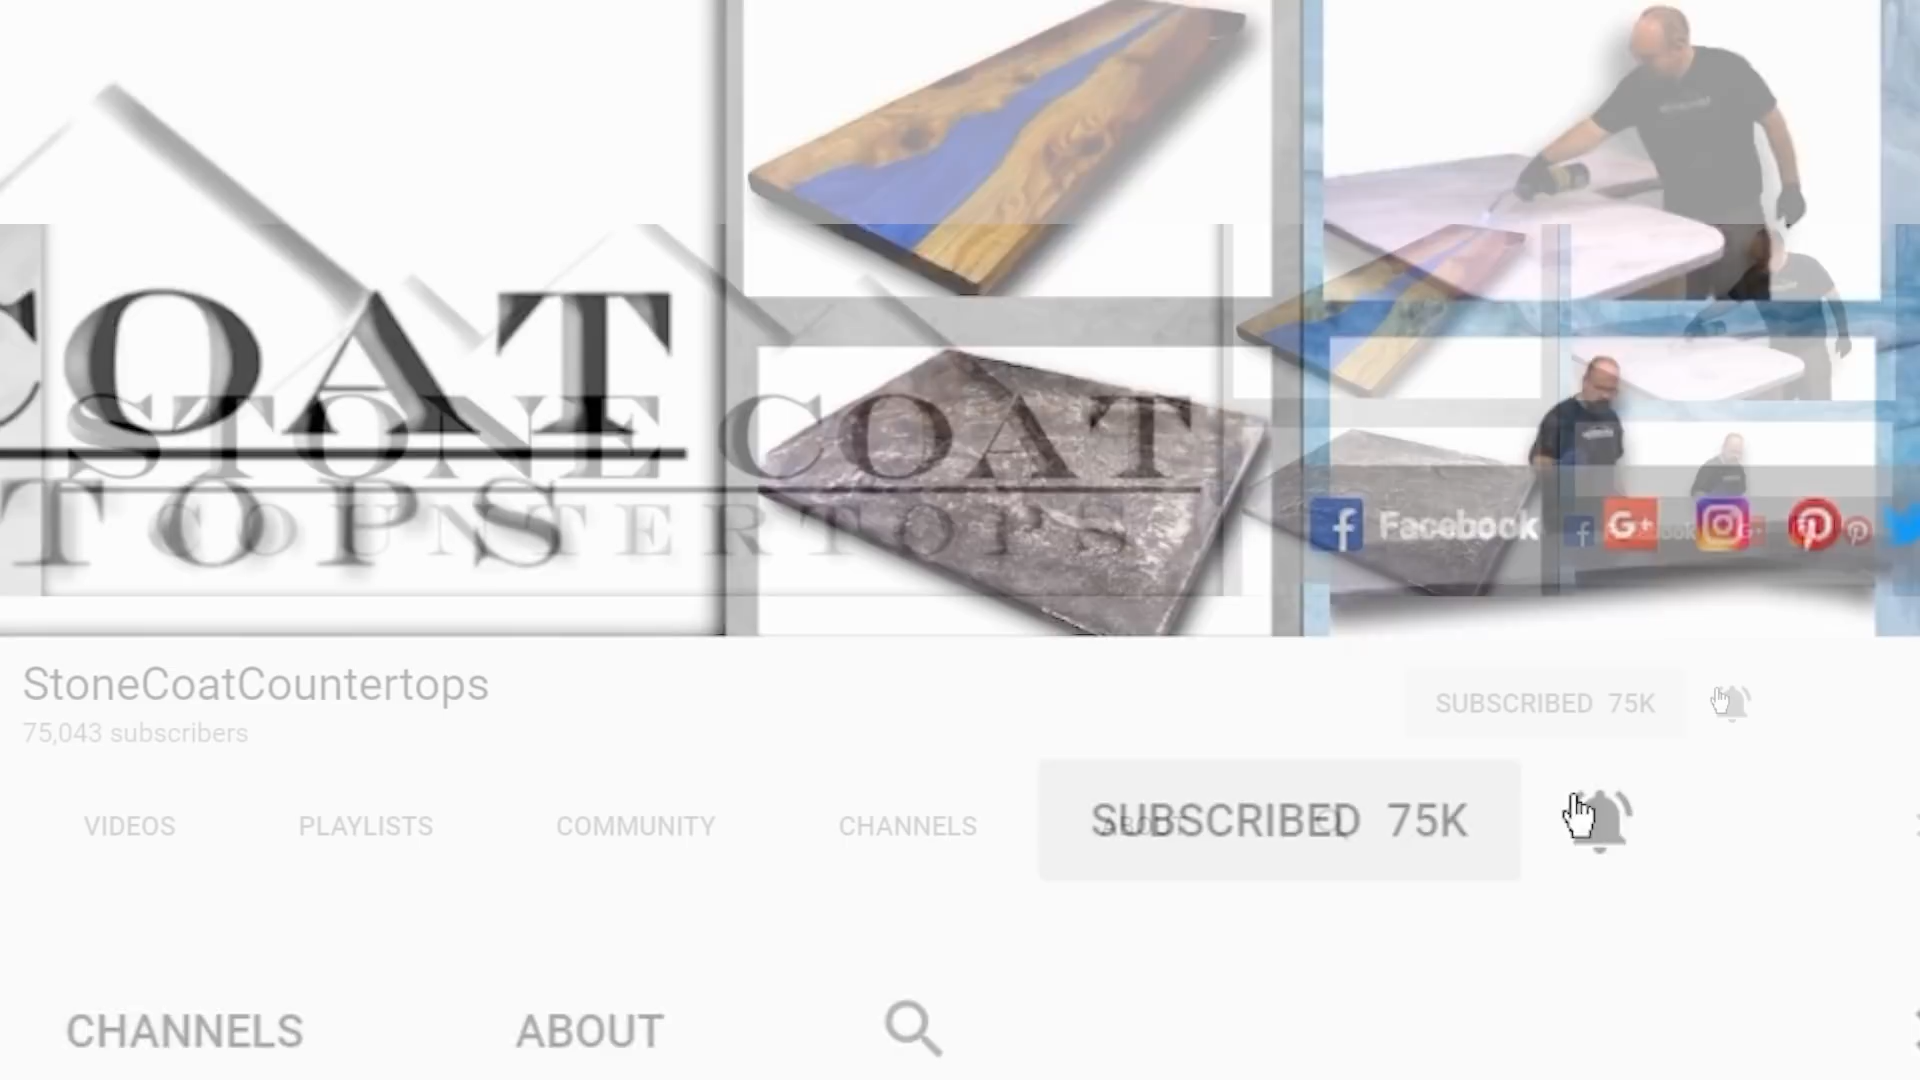 COAT
STONE COAT
TOPS
COUNTERTOPS
f Facebook G+
f G+
StoneCoatCountertops
75,043 subscribers
SUBSCRIBED 75K
VIDEOS PLAYLISTS COMMUNITY CHANNELS ABOUT
SUBSCRIBED 75K
CHANNELS ABOUT